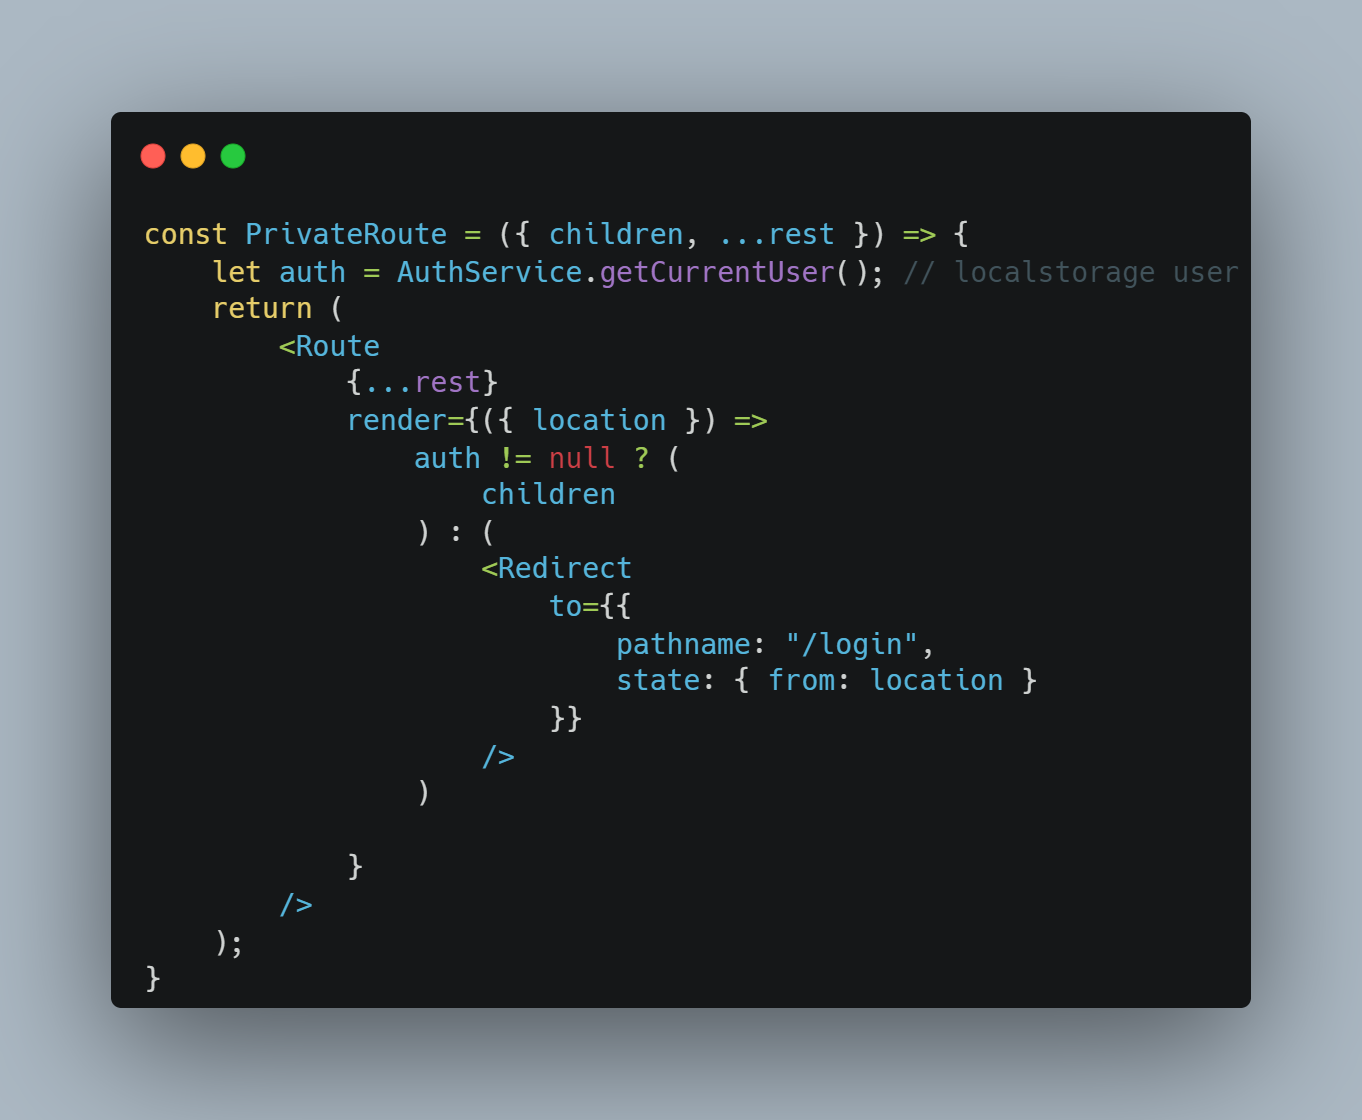 const PrivateRoute = ({ children, ...rest }) => {
    let auth = AuthService.getCurrentUser(); // localstorage user
    return (
        <Route
            {...rest}
            render={({ location }) =>
                auth != null ? (
                    children
                ) : (
                    <Redirect
                        to={{
                            pathname: "/login",
                            state: { from: location }
                        }}
                    />
                )

            }
        />
    );
}